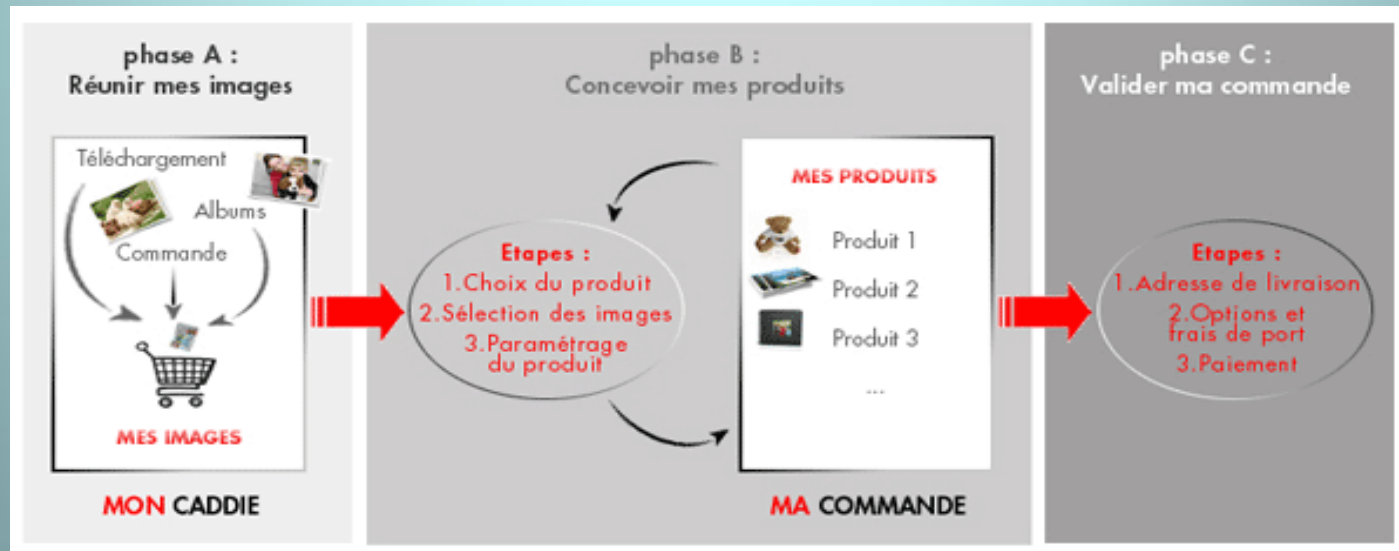 phase A :
Réunir mes images
Téléchargement
Albums
Commande
MES IMAGES
MON CADDIE
phase B :
Concevoir mes produits
Etapes :
1.Choix du produit
2.Sélection des images
3.Paramétrage
du produit
MES PRODUITS
Produit 1
Produit 2
Produit 3
...
MA COMMANDE
phase C :
Valider ma commande
Etapes :
1.Adresse de livraison
2.Options et
frais de port
3.Paiement